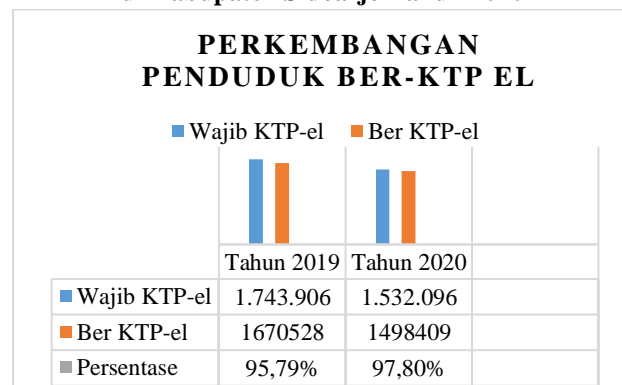 PERKEMBANGAN
PENDUDUK BER-KTP EL
Wajib KTP-el Ber KTP-el
Tahun 2019 Tahun 2020
Wajib KTP-el 1.743.906 1.532.096
Ber KTP-el 1670528 1498409
Persentase 95,79% 97,80%